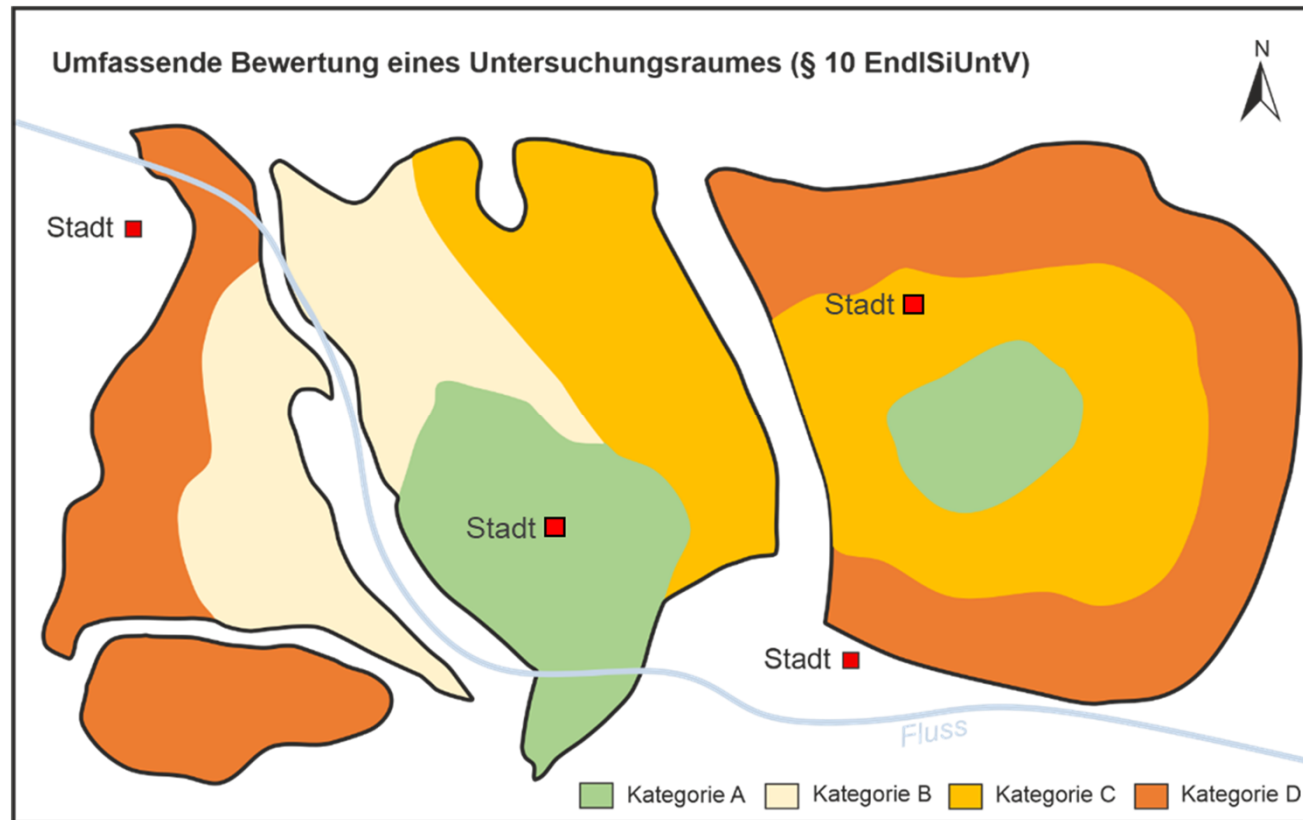 Umfassende Bewertung eines Untersuchungsraumes (§ 10 EndlSiUntV)
N
Stadt
Stadt
Stadt
Stadt
Fluss
Kategorie A
Kategorie B
Kategorie C
Kategorie D